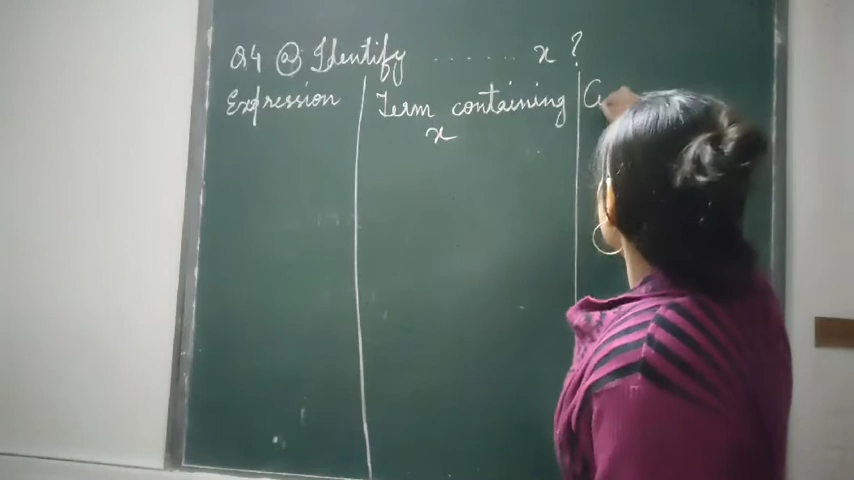 Q4 (a) Identify ........ x ?
Expression Term containing
x